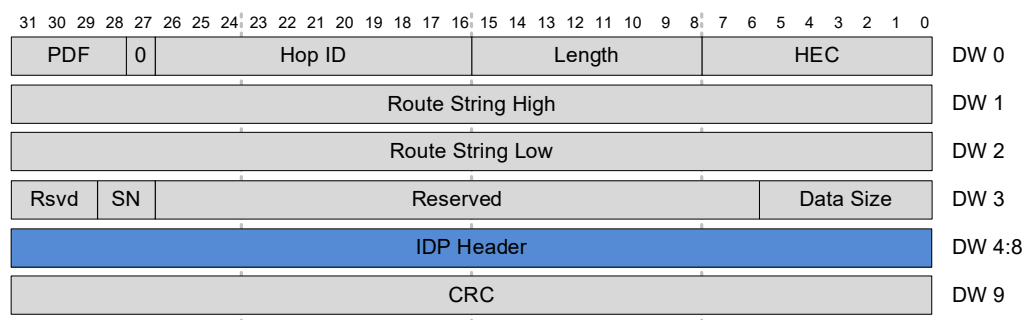 31 30 29 28 27 26 25 24 23 22 21 20 19 18 17 16 15 14 13 12 11 10 9 8 7 6 5 4 3 2 1 0
PDF 0 Hop ID Length HEC DW 0
Route String High DW 1
Route String Low DW 2
Rsvd SN Reserved Data Size DW 3
IDP Header DW 4:8
CRC DW 9